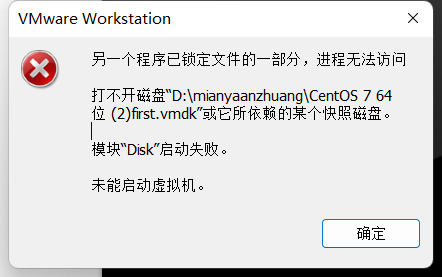 VMware Workstation
另一个程序已锁定文件的一部分，进程无法访问
打不开磁盘“D:\mianyaanzhuang\CentOS 7 64
位 (2)first.vmdk”或它所依赖的某个快照磁盘。
模块“Disk”启动失败。
未能启动虚拟机。
确定